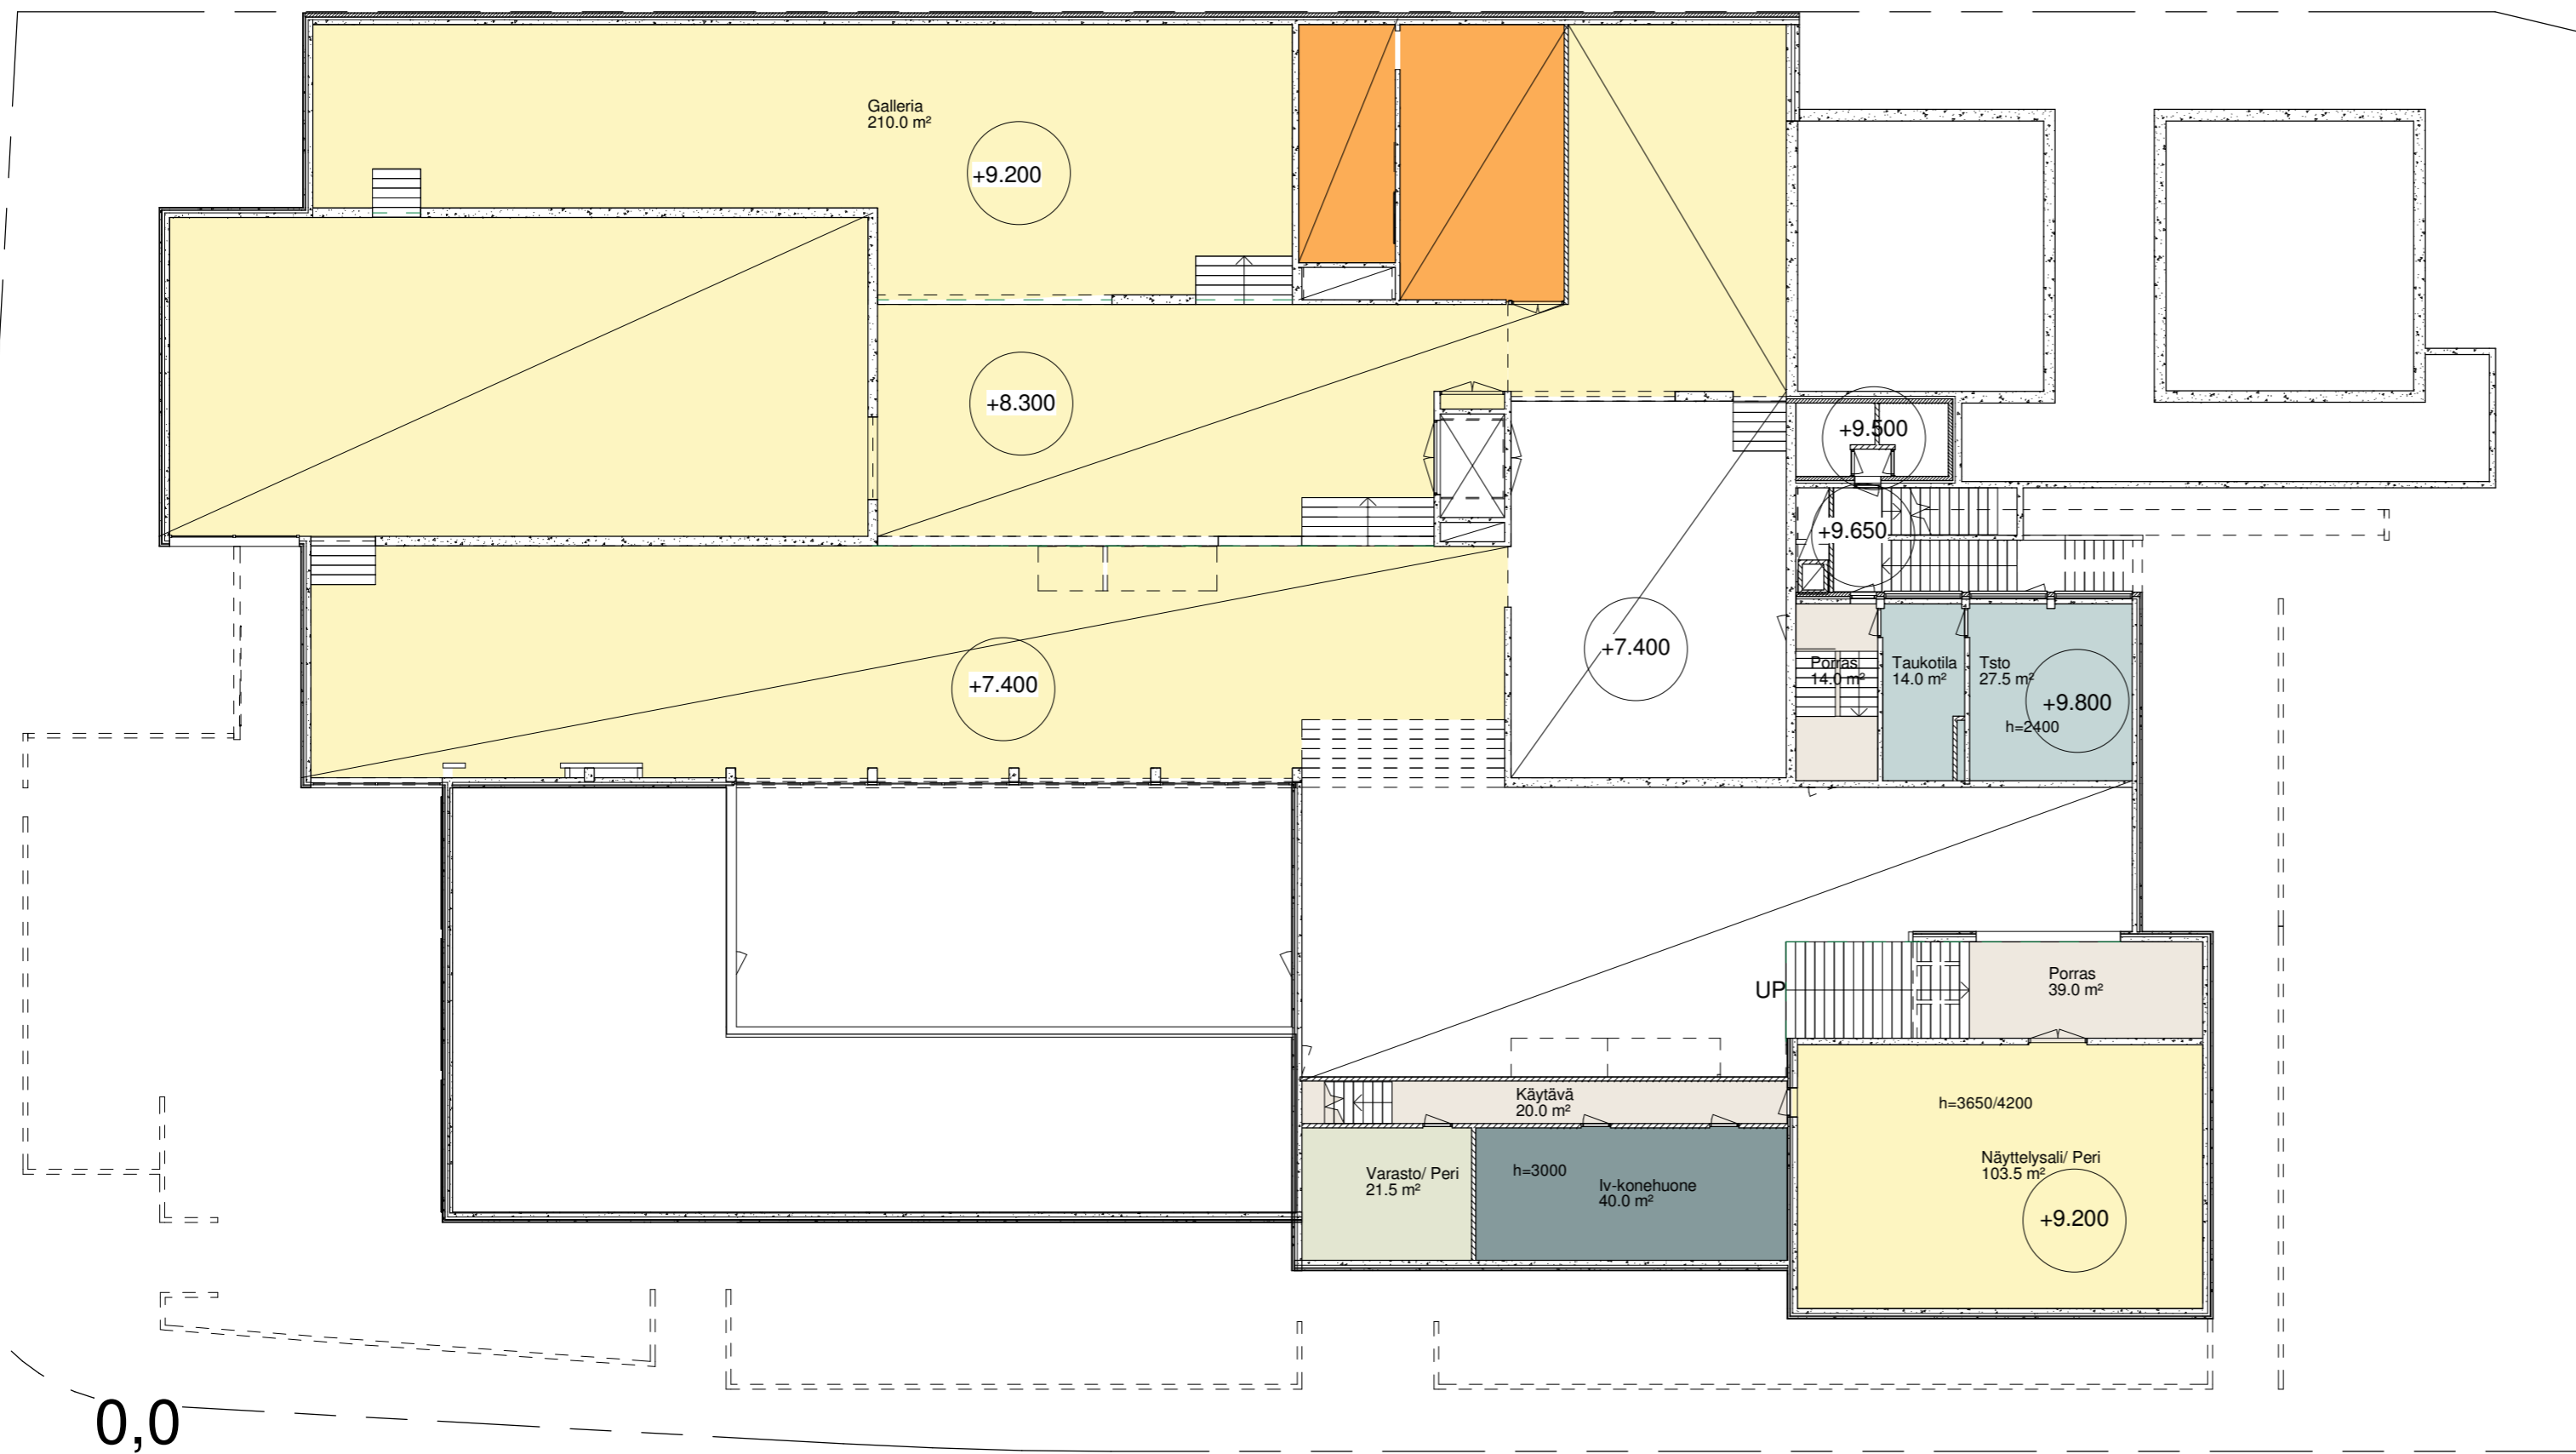 Galleria
210.0 m²
+9.200
+8.300
+9.500
+9.650
+7.400
+7.400
Porras
14.0 m²
Taukotila
14.0 m²
Tsto
27.5 m²
+9.800
h=2400
UP
Porras
39.0 m²
Käytävä
20.0 m²
h=3650/4200
Varasto/ Peri
21.5 m²
h=3000
Iv-konehuone
40.0 m²
Näyttelysali/ Peri
103.5 m²
+9.200
0,0